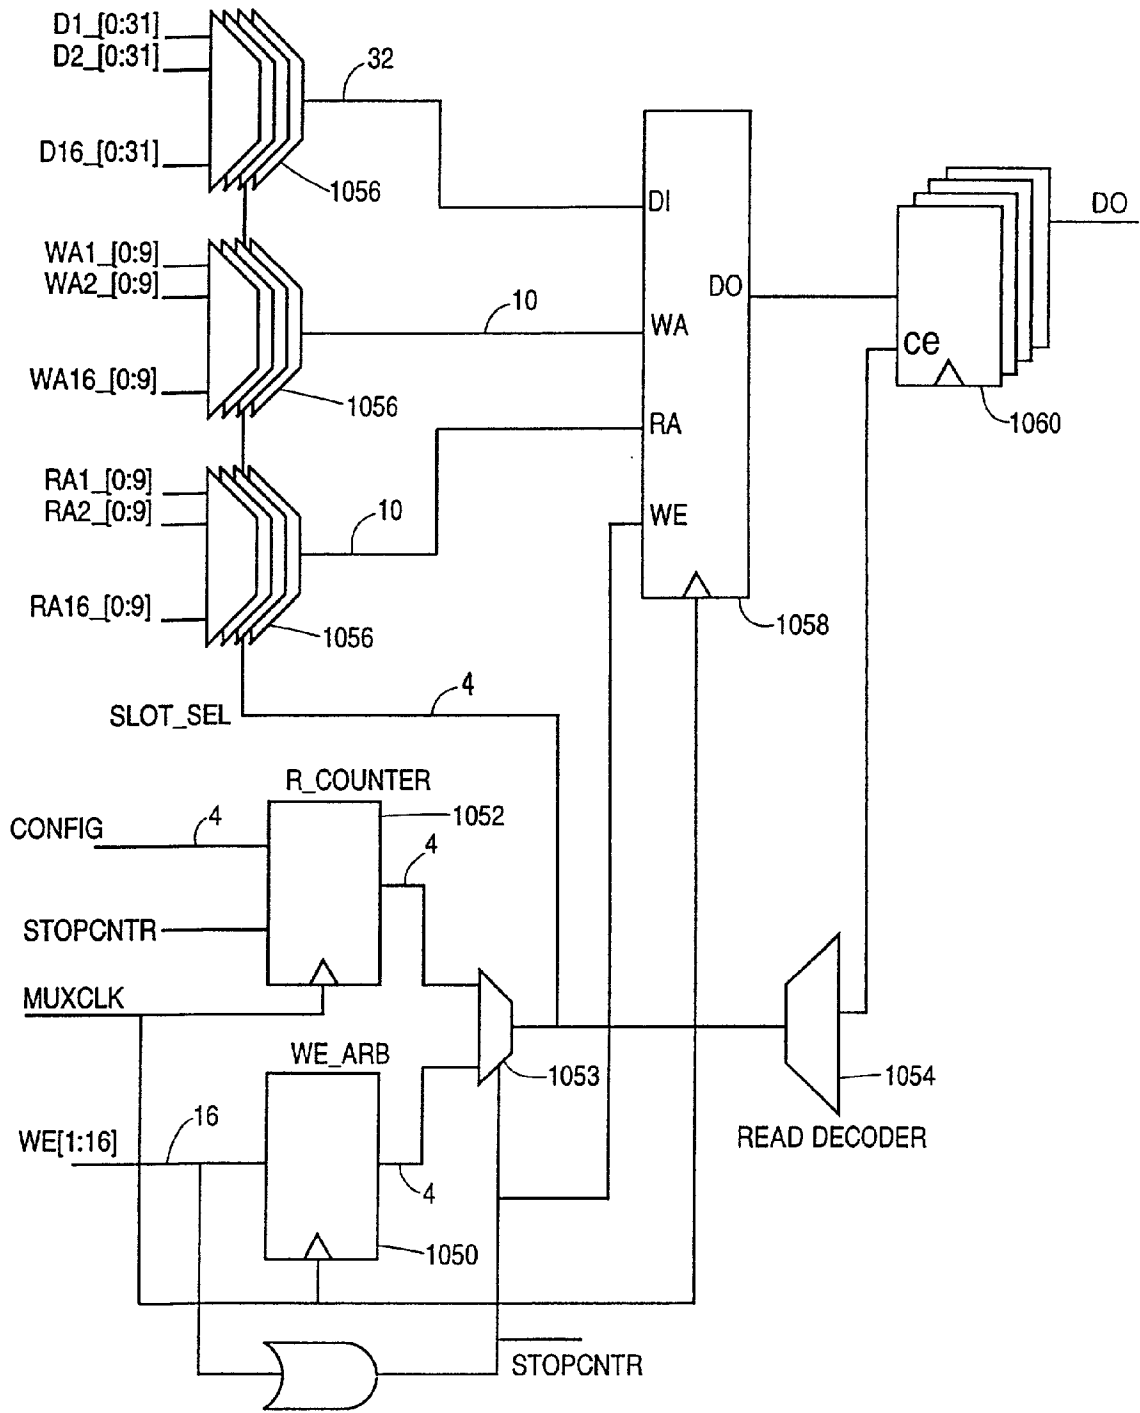 D1_[0:31]
D2_[0:31]
32
D16_[0:31]
1056
DI
DO
WA1_[0:9]
WA2_[0:9]
10
DO
WA
ce
WA16_[0:9]
1056
1060
RA
RA1_[0:9]
RA2_[0:9]
10
WE
RA16_[0:9]
1056
1058
4
SLOT_SEL
R_COUNTER
CONFIG
4
1052
4
STOPCNTR
MUXCLK
WE_ARB
1053
1054
16
WE[1:16]
READ DECODER
4
1050
STOPCNTR